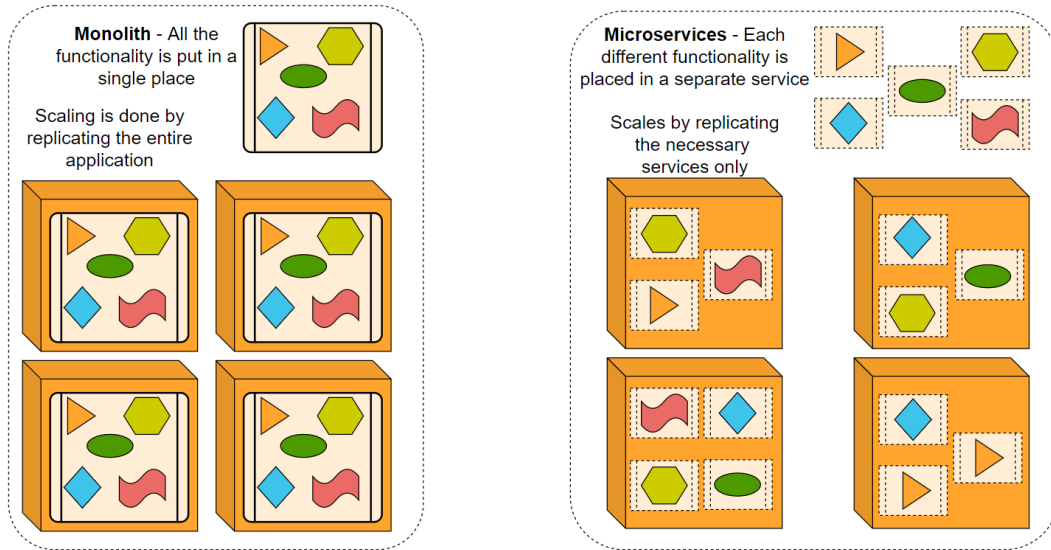 Monolith - All the
functionality is put in a
single place
Scaling is done by
replicating the entire
application
Microservices - Each
different functionality is
placed in a separate service
Scales by replicating
the necessary
services only